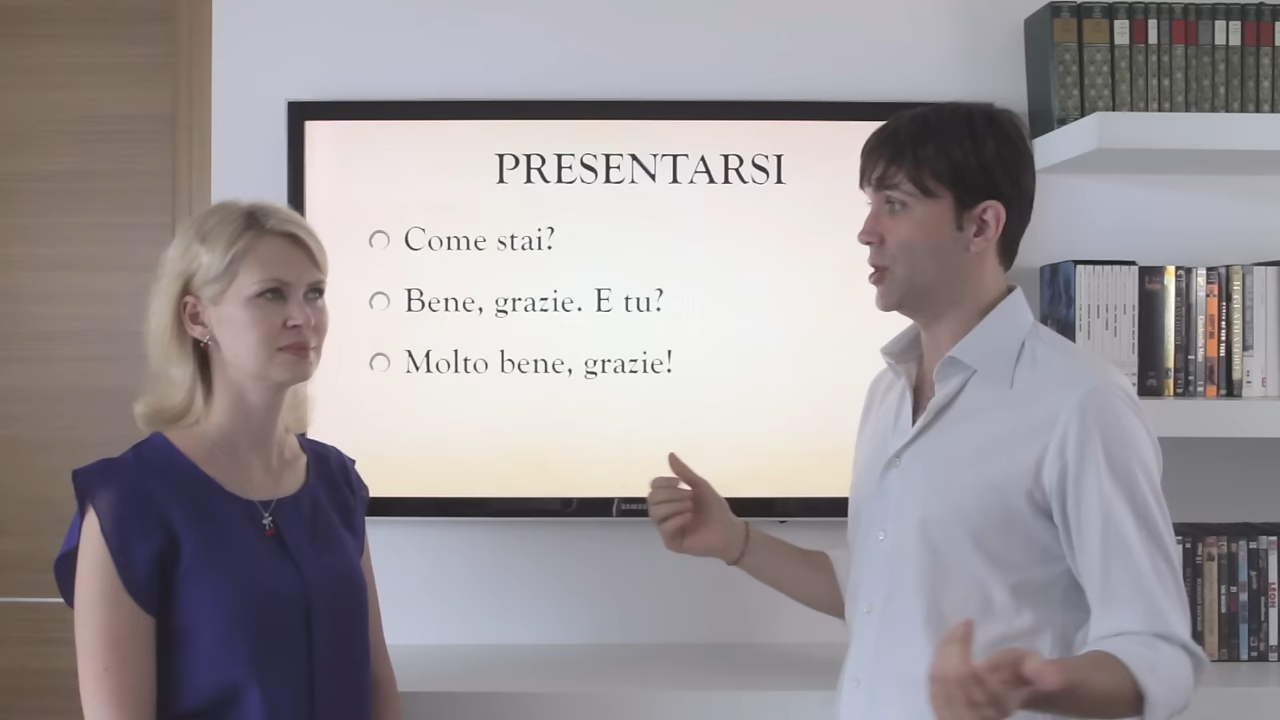 PRESENTARSI
Come stai?
Bene, grazie. E tu?
Molto bene, grazie!